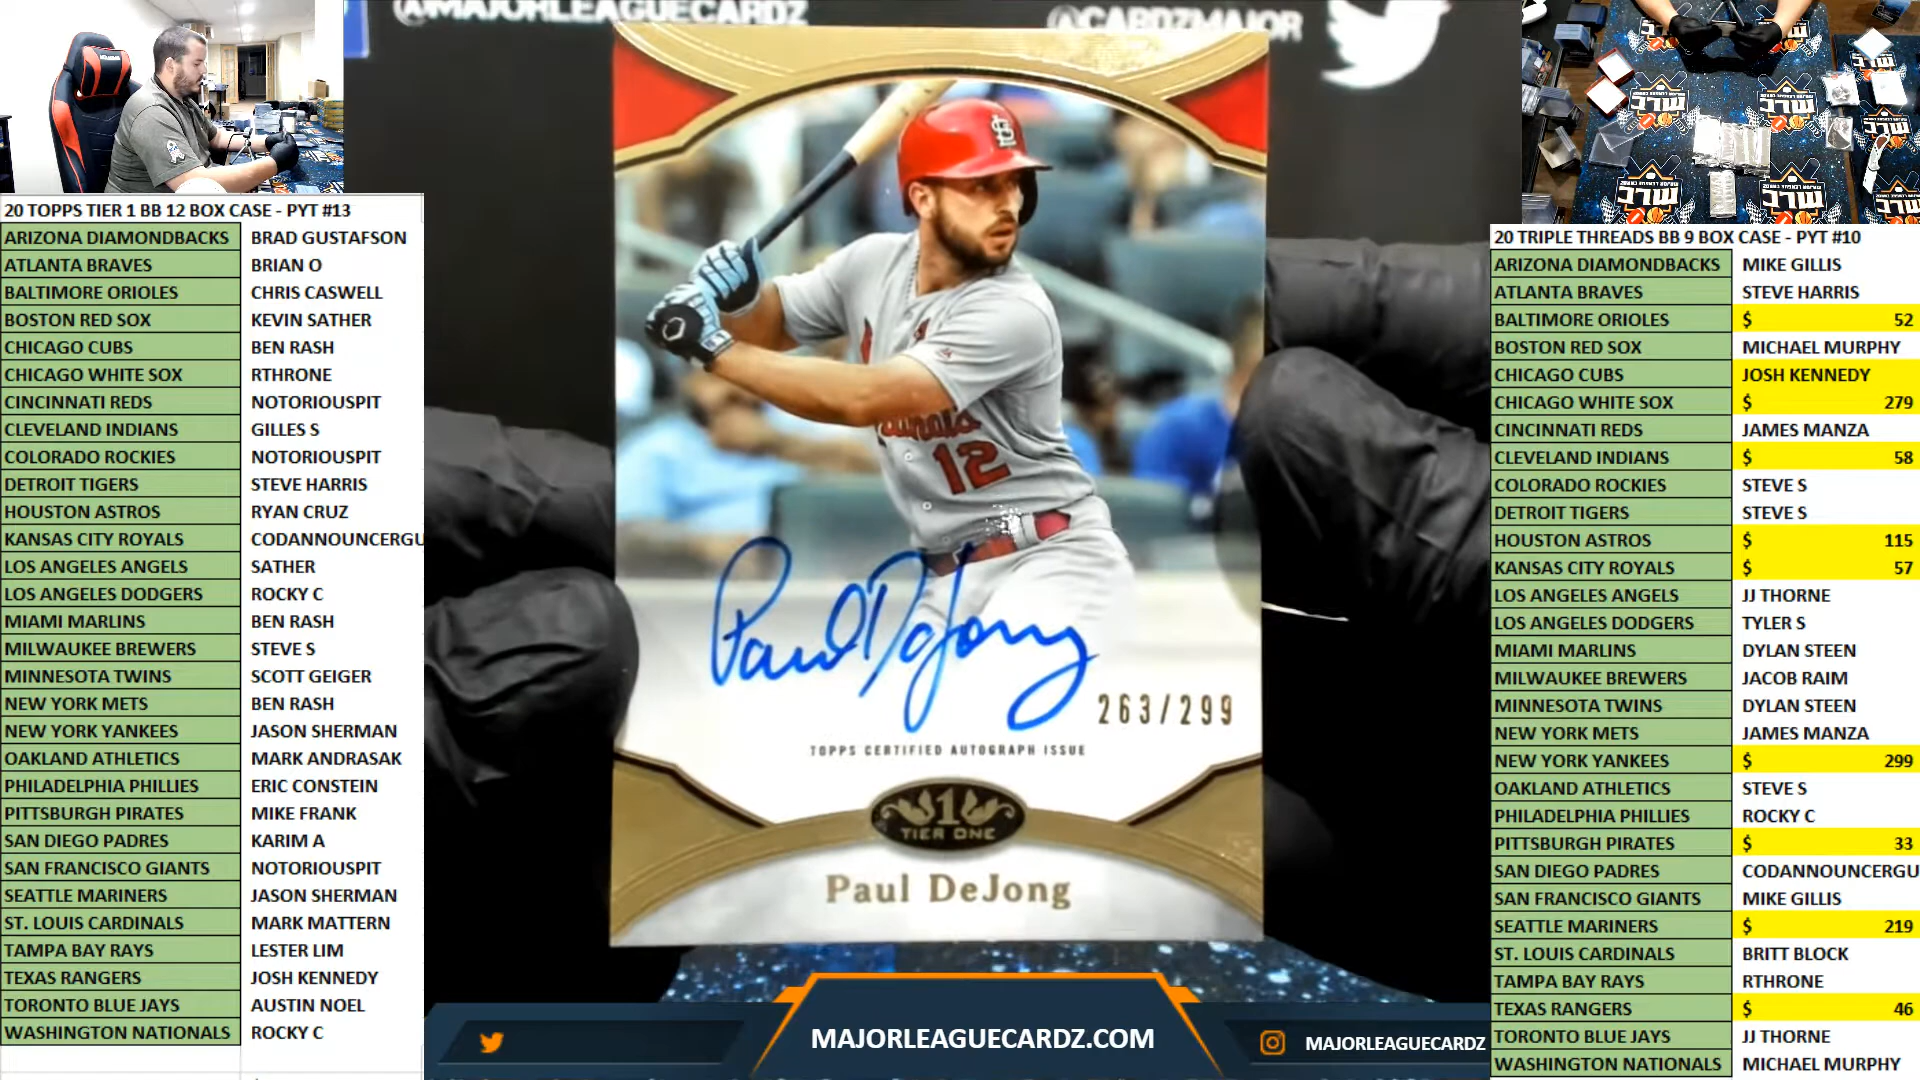 @MAJORLEAGUECARDZ
@CARDZMAJOR
20 TOPPS TIER 1 BB 12 BOX CASE - PYT #13
ARIZONA DIAMONDBACKS BRAD GUSTAFSON
ATLANTA BRAVES BRIAN O
BALTIMORE ORIOLES CHRIS CASWELL
BOSTON RED SOX KEVIN SATHER
CHICAGO CUBS BEN RASH
CHICAGO WHITE SOX RTHRONE
CINCINNATI REDS NOTORIOUSPIT
CLEVELAND INDIANS GILLES S
COLORADO ROCKIES NOTORIOUSPIT
DETROIT TIGERS STEVE HARRIS
HOUSTON ASTROS RYAN CRUZ
KANSAS CITY ROYALS CODANNOUNCERGU
LOS ANGELES ANGELS SATHER
LOS ANGELES DODGERS ROCKY C
MIAMI MARLINS BEN RASH
MILWAUKEE BREWERS STEVE S
MINNESOTA TWINS SCOTT GEIGER
NEW YORK METS BEN RASH
NEW YORK YANKEES JASON SHERMAN
OAKLAND ATHLETICS MARK ANDRASAK
PHILADELPHIA PHILLIES ERIC CONSTEIN
PITTSBURGH PIRATES MIKE FRANK
SAN DIEGO PADRES KARIM A
SAN FRANCISCO GIANTS NOTORIOUSPIT
SEATTLE MARINERS JASON SHERMAN
ST. LOUIS CARDINALS MARK MATTERN
TAMPA BAY RAYS LESTER LIM
TEXAS RANGERS JOSH KENNEDY
TORONTO BLUE JAYS AUSTIN NOEL
WASHINGTON NATIONALS ROCKY C
12
Paul DeJong
263/299
TOPPS CERTIFIED AUTOGRAPH ISSUE
1
TIER ONE
Paul DeJong
MAJORLEAGUECARDZ.COM
MAJORLEAGUECARDZ
20 TRIPLE THREADS BB 9 BOX CASE - PYT #10
ARIZONA DIAMONDBACKS MIKE GILLIS
ATLANTA BRAVES STEVE HARRIS
BALTIMORE ORIOLES $ 52
BOSTON RED SOX MICHAEL MURPHY
CHICAGO CUBS JOSH KENNEDY
CHICAGO WHITE SOX $ 279
CINCINNATI REDS JAMES MANZA
CLEVELAND INDIANS $ 58
COLORADO ROCKIES STEVE S
DETROIT TIGERS STEVE S
HOUSTON ASTROS $ 115
KANSAS CITY ROYALS $ 57
LOS ANGELES ANGELS JJ THORNE
LOS ANGELES DODGERS TYLER S
MIAMI MARLINS DYLAN STEEN
MILWAUKEE BREWERS JACOB RAIM
MINNESOTA TWINS DYLAN STEEN
NEW YORK METS JAMES MANZA
NEW YORK YANKEES $ 299
OAKLAND ATHLETICS STEVE S
PHILADELPHIA PHILLIES ROCKY C
PITTSBURGH PIRATES $ 33
SAN DIEGO PADRES CODANNOUNCERGU
SAN FRANCISCO GIANTS MIKE GILLIS
SEATTLE MARINERS $ 219
ST. LOUIS CARDINALS BRITT BLOCK
TAMPA BAY RAYS RTHRONE
TEXAS RANGERS $ 46
TORONTO BLUE JAYS JJ THORNE
WASHINGTON NATIONALS MICHAEL MURPHY